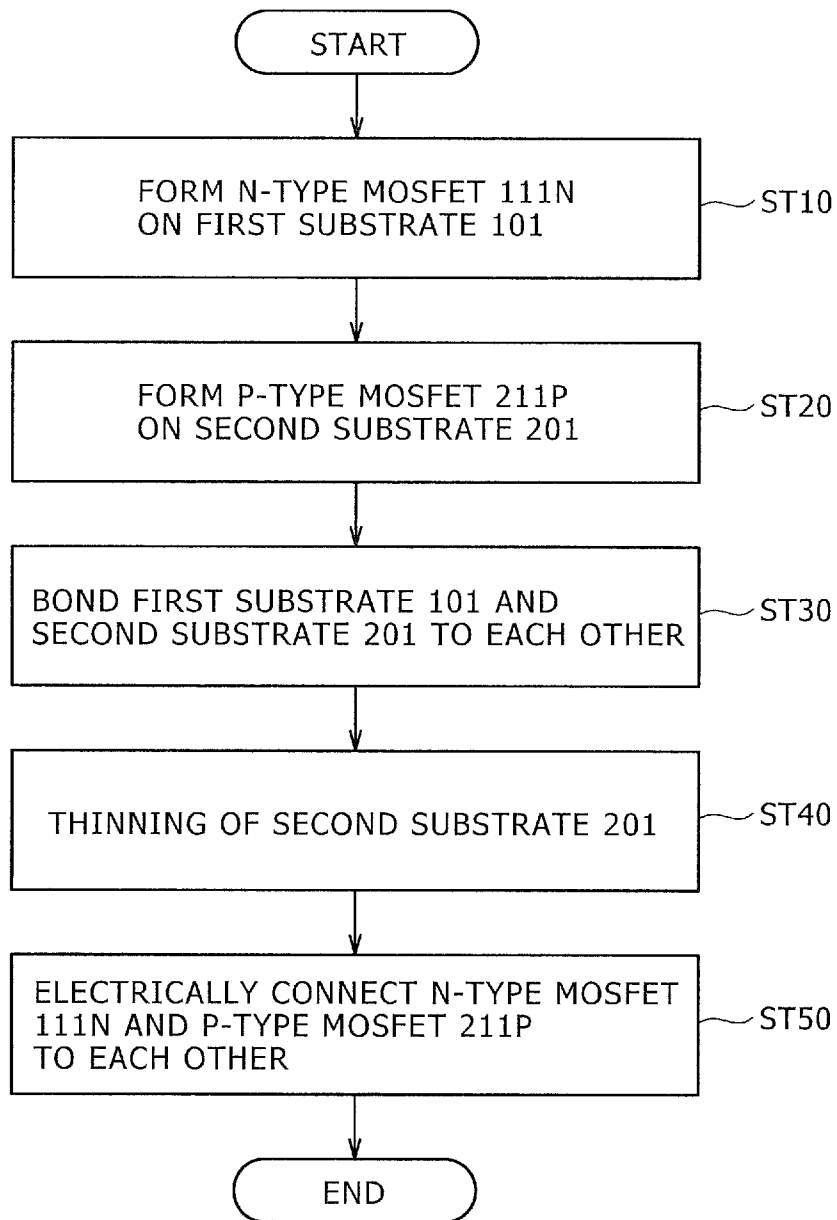 START
FORM N-TYPE MOSFET 111N
ON FIRST SUBSTRATE 101
ST10
FORM P-TYPE MOSFET 211P
ON SECOND SUBSTRATE 201
ST20
BOND FIRST SUBSTRATE 101 AND
SECOND SUBSTRATE 201 TO EACH OTHER
ST30
THINNING OF SECOND SUBSTRATE 201
ST40
ELECTRICALLY CONNECT N-TYPE MOSFET
111N AND P-TYPE MOSFET 211P
TO EACH OTHER
ST50
END